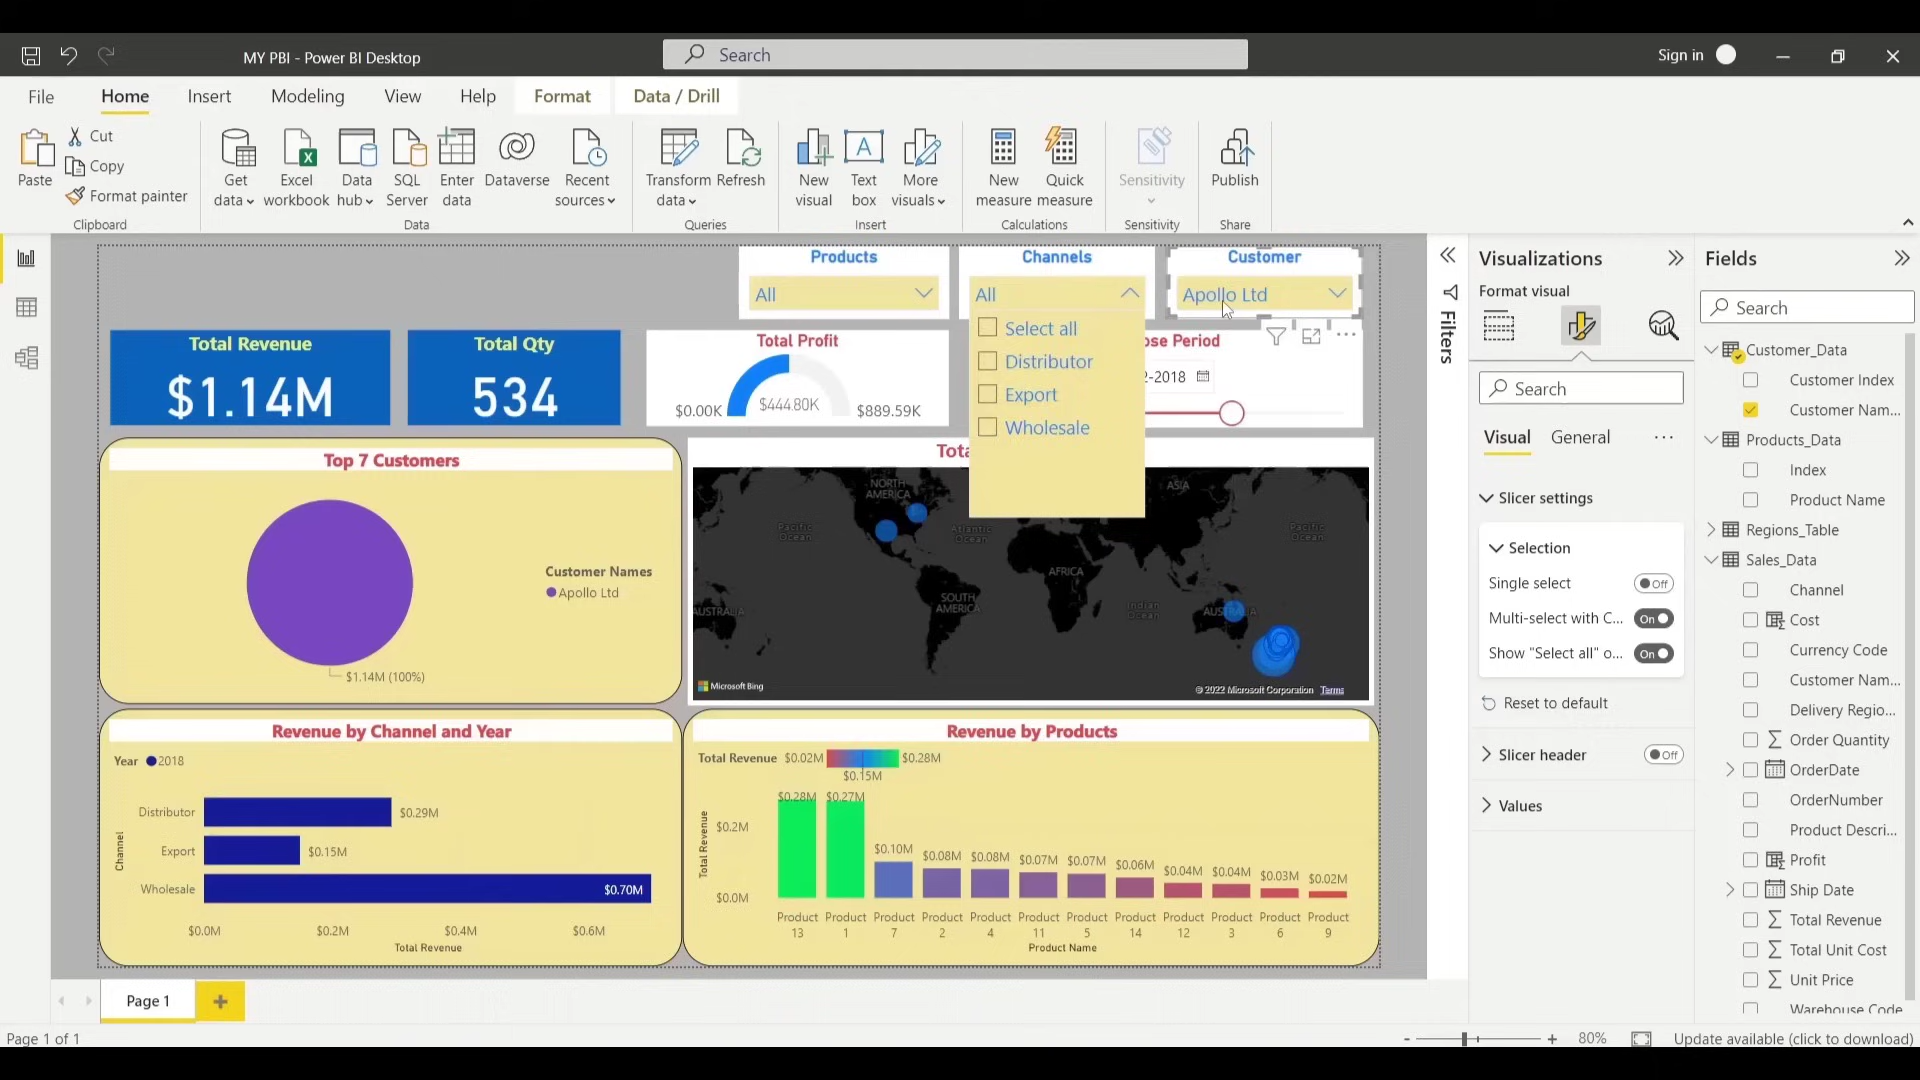 MY PBI - Power BI Desktop
Search
Sign in
File
Home
Insert
Modeling
View
Help
Format
Data / Drill
Paste
Cut
Copy
Format painter
Clipboard
Get data
Excel workbook
Data hub
SQL Server
Enter data
Dataverse
Recent sources
Data
Transform data
Refresh
Queries
New visual
Text box
More visuals
Insert
New measure
Quick measure
Calculations
Sensitivity
Sensitivity
Publish
Share
Products
All
Channels
All
Select all
Distributor
Export
Wholesale
Customer
Apollo Ltd
Total Revenue
$1.14M
Total Qty
534
Total Profit
$0.00K
$444.80K
$889.59K
ose Period
2-2018
Top 7 Customers
Customer Names
Apollo Ltd
$1.14M (100%)
Tota
NORTH AMERICA
ASIA
Pacific Ocean
Atlantic Ocean
Pacific Ocean
AFRICA
SOUTH AMERICA
Indian Ocean
AUSTRALIA
AUSTRALIA
Microsoft Bing
© 2022 Microsoft Corporation Terms
Revenue by Channel and Year
Year 2018
Channel
Distributor
$0.29M
Export
$0.15M
Wholesale
$0.70M
$0.0M
$0.2M
$0.4M
$0.6M
Total Revenue
Revenue by Products
Total Revenue $0.02M $0.28M
$0.15M
Total Revenue
$0.2M
$0.0M
$0.28M $0.27M $0.10M $0.08M $0.08M $0.07M $0.07M $0.06M $0.04M $0.04M $0.03M $0.02M
Product Product Product Product Product Product Product Product Product Product Product Product
13 1 7 2 4 11 5 14 12 3 6 9
Product Name
Filters
Visualizations
Format visual
Search
Visual
General
Slicer settings
Selection
Single select Off
Multi-select with C... On
Show "Select all" o... On
Reset to default
Slicer header Off
Values
Fields
Search
Customer_Data
Customer Index
Customer Nam...
Products_Data
Index
Product Name
Regions_Table
Sales_Data
Channel
Cost
Currency Code
Customer Nam...
Delivery Regio...
Order Quantity
OrderDate
OrderNumber
Product Descri...
Profit
Ship Date
Total Revenue
Total Unit Cost
Unit Price
Warehouse Code
Page 1
Page 1 of 1
80%
Update available (click to download)